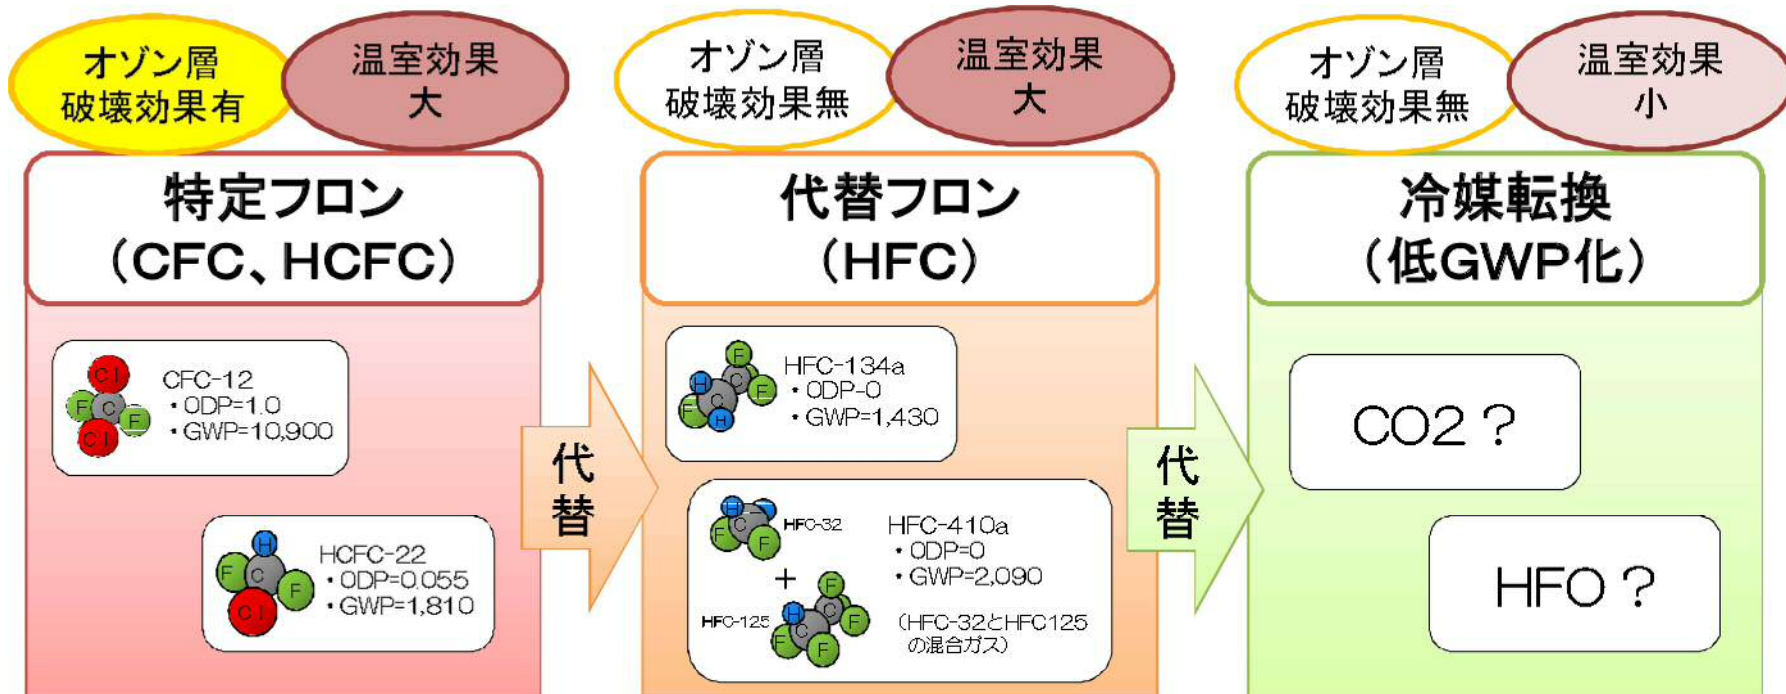 オゾン層
破壊効果有
温室効果
大
特定フロン
(CFC、HCFC)
Cl
F
C
F
Cl
CFC-12
・ODP=1.0
・GWP=10,900
H
F
C
F
Cl
HCFC-22
・ODP=0.055
・GWP=1,810
代
替
オゾン層
破壊効果無
温室効果
大
代替フロン
(HFC)
F
H
C
C
F
F
H
HFC-134a
・ODP=0
・GWP=1,430
H
C
F
F
HFC-32
+
HFC-125
F
H
C
C
F
F
F
HFC-410a
・ODP=0
・GWP=2,090
(HFC-32とHFC125
の混合ガス)
代
替
オゾン層
破壊効果無
温室効果
小
冷媒転換
(低GWP化)
CO2?
HFO?